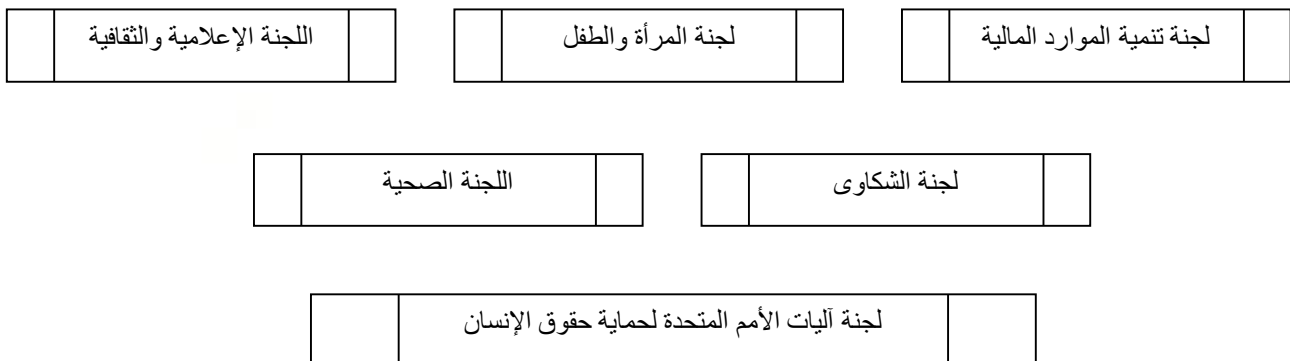 لجنة تنمية الموارد المالية
لجنة المرأة والطفل
اللجنة الإعلامية والثقافية
لجنة الشكاوى
اللجنة الصحية
لجنة آليات الأمم المتحدة لحماية حقوق الإنسان